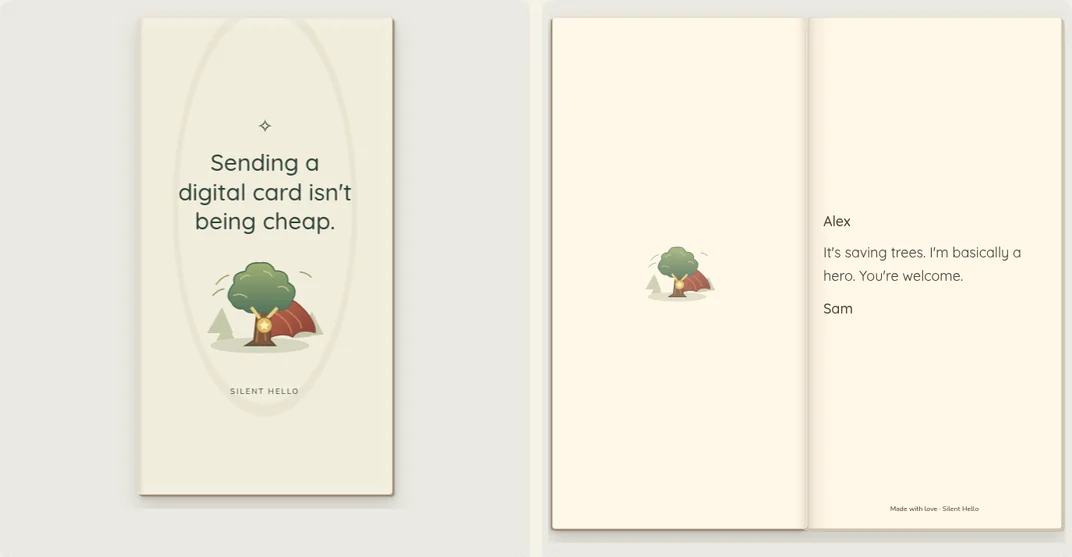 Sending a
digital card isn't
being cheap.
SILENT HELLO
Alex
It's saving trees. I'm basically a
hero. You're welcome.
Sam
Made with love · Silent Hello